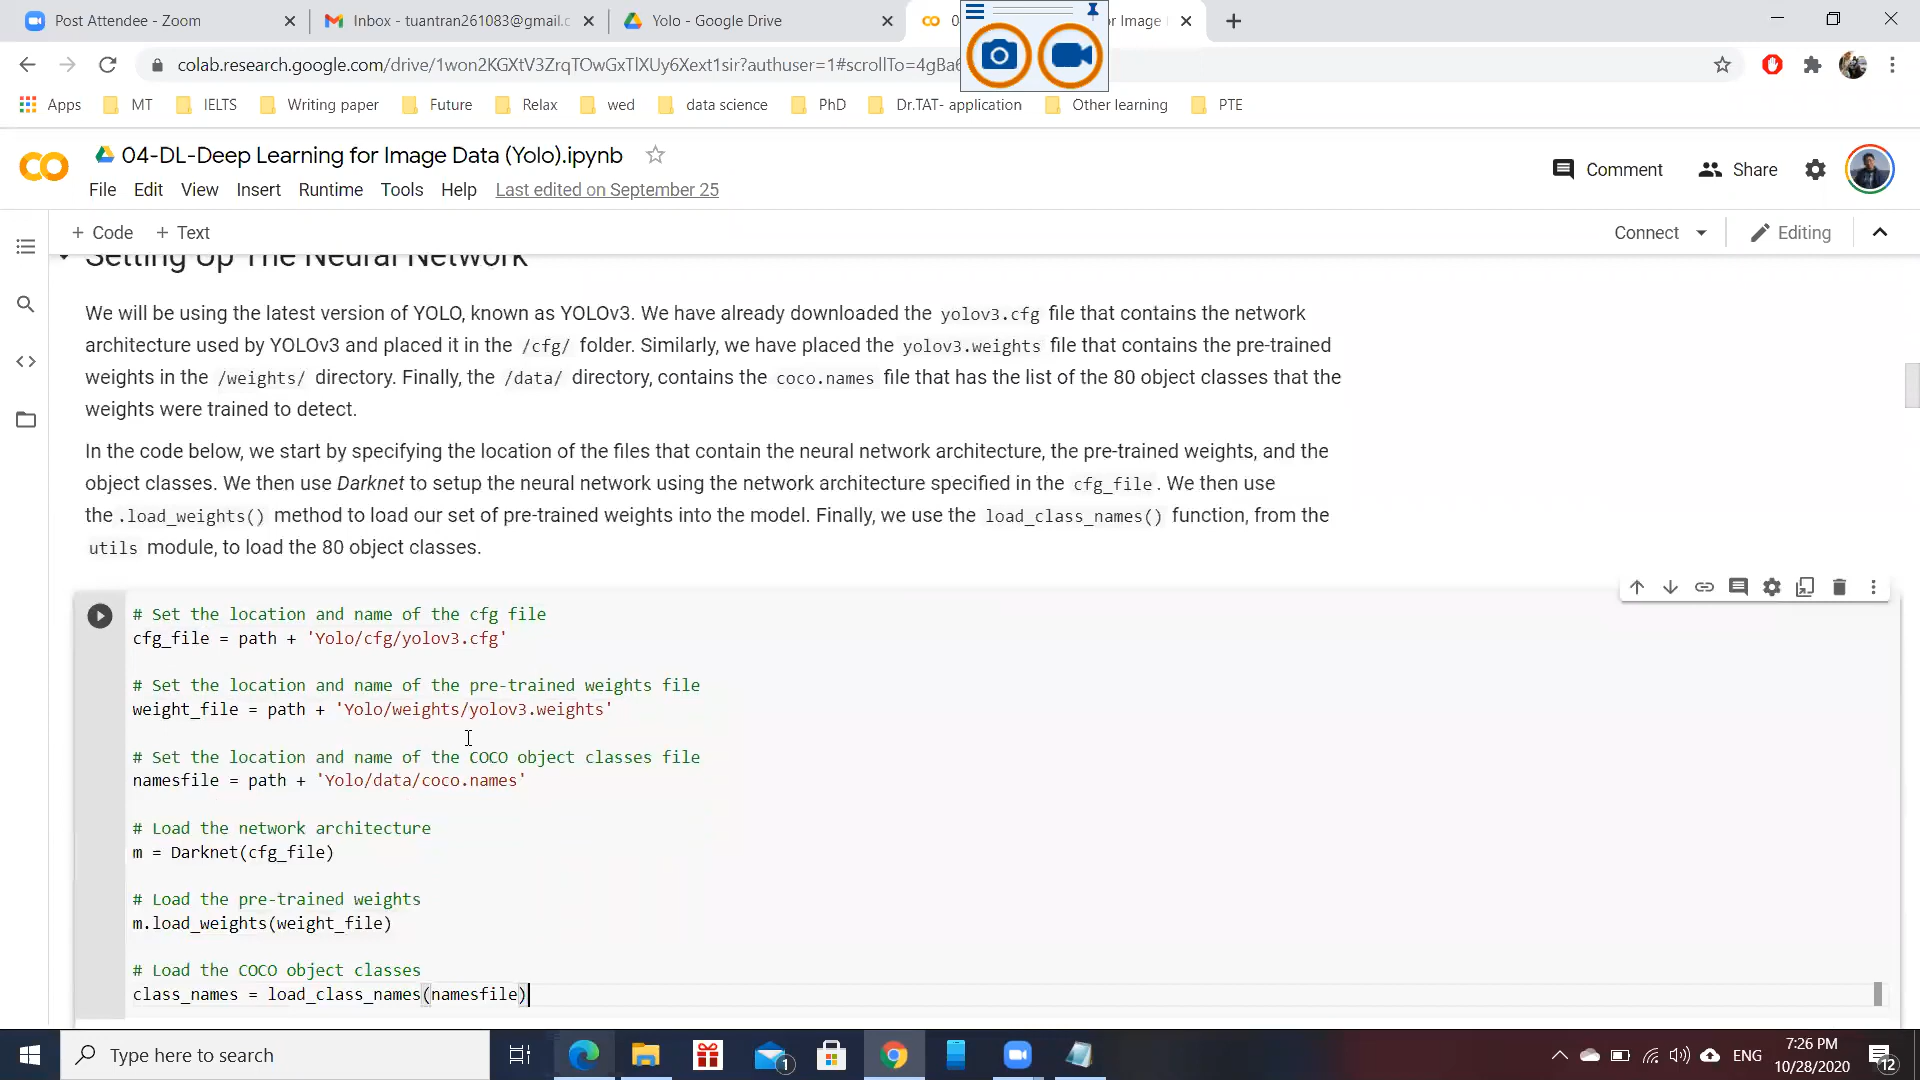 Post Attendee - Zoom
Inbox - tuantran261083@gmail.c
Yolo - Google Drive
or Image
colab.research.google.com/drive/1won2KGXtV3ZrqTOwGxTlXUy6Xext1sir?authuser=1#scrollTo=4gBa6
Apps
MT
IELTS
Writing paper
Future
Relax
wed
data science
PhD
Dr.TAT- application
Other learning
PTE
04-DL-Deep Learning for Image Data (Yolo).ipynb
Comment
Share
File Edit View Insert Runtime Tools Help Last edited on September 25
+ Code + Text
Connect
Editing
Setting Up The Neural Network
We will be using the latest version of YOLO, known as YOLOv3. We have already downloaded the yolov3.cfg file that contains the network
architecture used by YOLOv3 and placed it in the /cfg/ folder. Similarly, we have placed the yolov3.weights file that contains the pre-trained
weights in the /weights/ directory. Finally, the /data/ directory, contains the coco.names file that has the list of the 80 object classes that the
weights were trained to detect.
In the code below, we start by specifying the location of the files that contain the neural network architecture, the pre-trained weights, and the
object classes. We then use Darknet to setup the neural network using the network architecture specified in the cfg_file. We then use
the .load_weights() method to load our set of pre-trained weights into the model. Finally, we use the load_class_names() function, from the
utils module, to load the 80 object classes.
# Set the location and name of the cfg file
cfg_file = path + 'Yolo/cfg/yolov3.cfg'
# Set the location and name of the pre-trained weights file
weight_file = path + 'Yolo/weights/yolov3.weights'
# Set the location and name of the COCO object classes file
namesfile = path + 'Yolo/data/coco.names'
# Load the network architecture
m = Darknet(cfg_file)
# Load the pre-trained weights
m.load_weights(weight_file)
# Load the COCO object classes
class_names = load_class_names(namesfile)
Type here to search
1
ENG
7:26 PM
10/28/2020
12